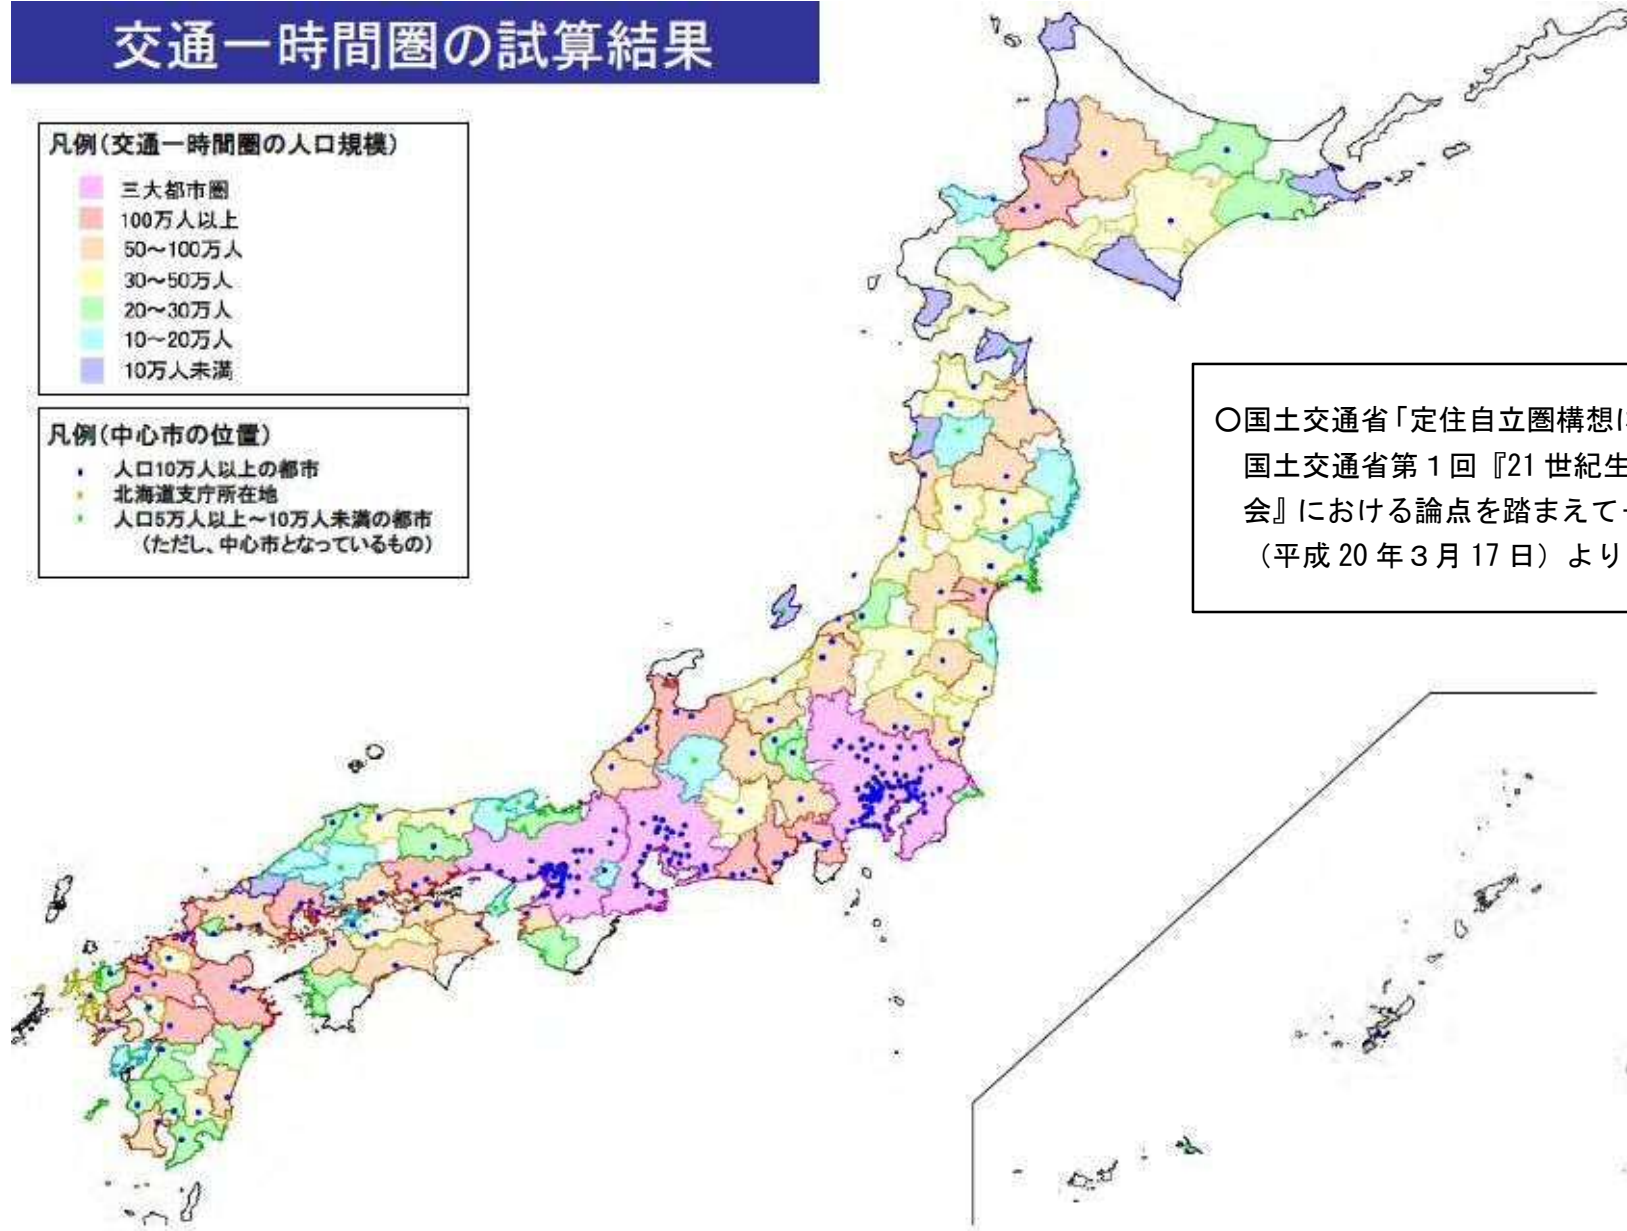 交通一時間圏の試算結果
凡例(交通一時間圏の人口規模)
三大都市圏
100万人以上
50～100万人
30～50万人
20～30万人
10～20万人
10万人未満
凡例(中心市の位置)
人口10万人以上の都市
北海道支庁所在地
人口5万人以上～10万人未満の都市
(ただし、中心市となっているもの)
○国土交通省「定住自立圏構想に
国土交通省第１回『21世紀生
会』における論点を踏まえて
（平成20年３月17日）より